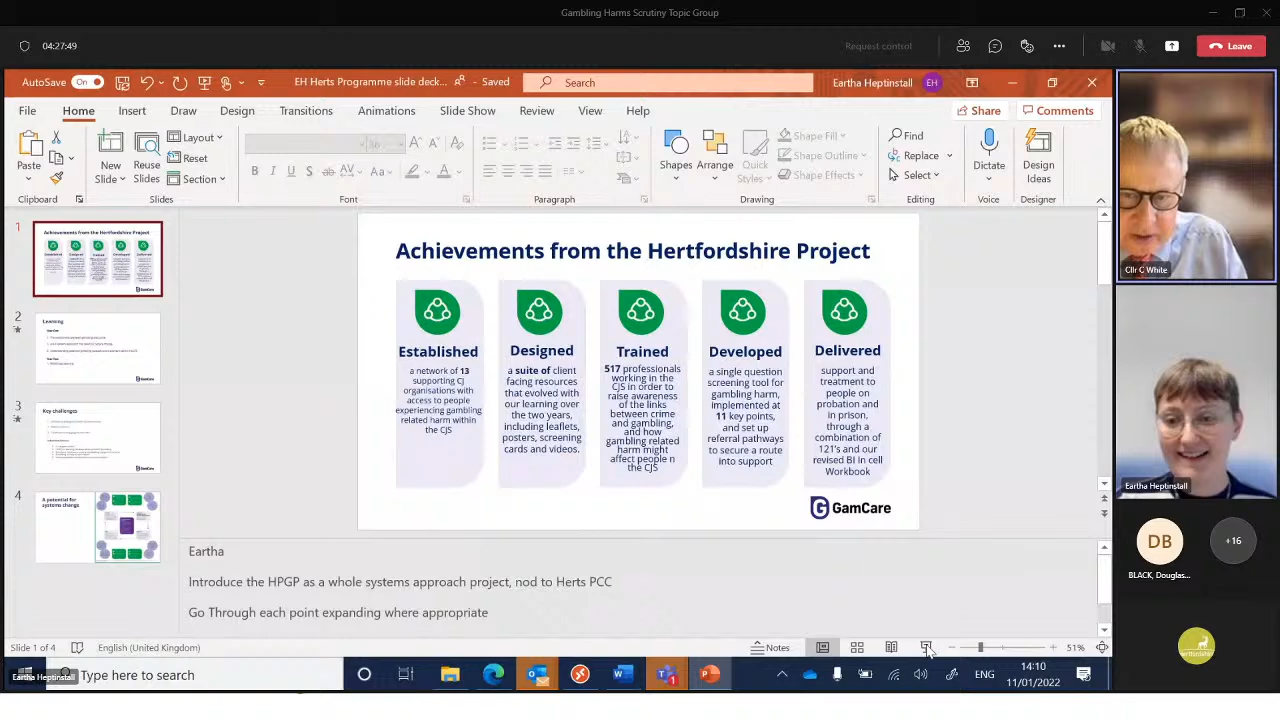 Gambling Harms Scrutiny Topic Group
04:27:49
Request control
Leave
AutoSave
On
EH Herts Programme slide deck...
- Saved
Search
Eartha Heptinstall
EH
File
Home
Insert
Draw
Design
Transitions
Animations
Slide Show
Review
View
Help
Share
Comments
Paste
New
Slide
Reuse
Slides
Layout
Reset
Section
Shapes
Arrange
Quick
Styles
Shape Fill
Shape Outline
Shape Effects
Find
Replace
Select
Dictate
Design
Ideas
Clipboard
Slides
Font
Paragraph
Drawing
Editing
Voice
Designer
1
Achievements from the Hertfordshire Project
2
Learning
3
Key challenges
4
A potential for
systems change
Achievements from the Hertfordshire Project
Established
a network of 13
supporting CJ
organisations with
access to people
experiencing gambling
related harm within
the CJS
Designed
a suite of client
facing resources
that evolved with
our learning over
the two years,
including leaflets,
posters, screening
cards and videos.
Trained
517 professionals
working in the
CJS in order to
raise awareness
of the links
between crime
and gambling,
and how
gambling related
harm might
affect people n
the CJS
Developed
a single question
screening tool for
gambling harm,
implemented at
11 key points,
and set up
referral pathways
to secure a route
into support
Delivered
support and
treatment to
people on
probation and
in prison,
through a
combination of
121's and our
revised BI In cell
Workbook
GamCare
Eartha
Introduce the HPGP as a whole systems approach project, nod to Herts PCC
Go Through each point expanding where appropriate
Slide 1 of 4
English (United Kingdom)
Notes
51%
Eartha Heptinstall
Type here to search
ENG
14:10
11/01/2022
Cllr C White
Eartha Heptinstall
DB
+16
BLACK, Douglas...